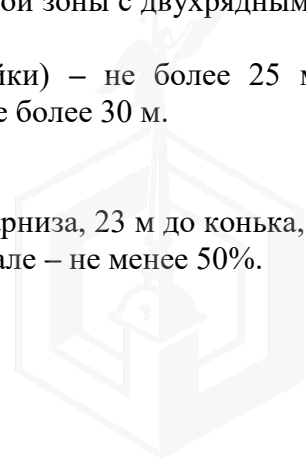 ой зоны с двухрядным
йки) – не более 25 м
е более 30 м.
рниза, 23 м до конька,
але – не менее 50%.